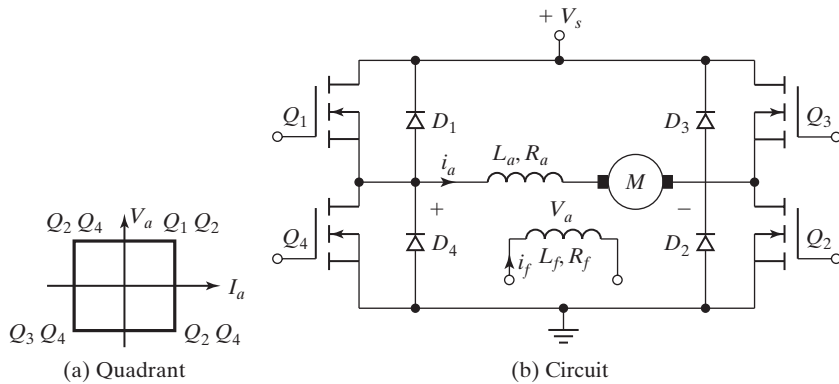 + V_s
Q_1
D_1
D_3
Q_3
i_a
L_a, R_a
M
+
V_a
−
Q_4
D_4
i_f
L_f, R_f
D_2
Q_2
Q_2 Q_4
V_a
Q_1 Q_2
I_a
Q_3 Q_4
Q_2 Q_4
(a) Quadrant
(b) Circuit